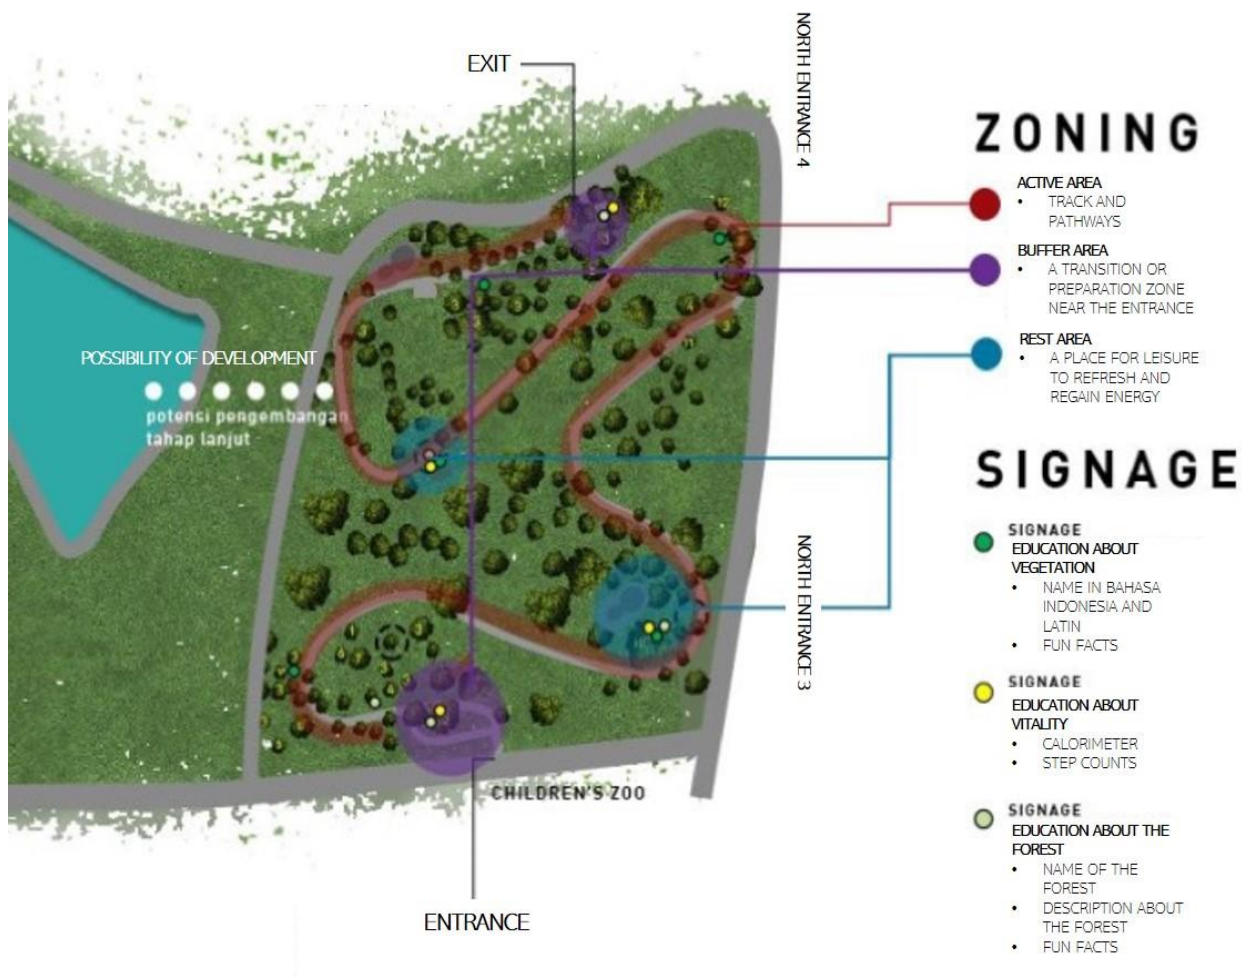 EXIT
NORTH ENTRANCE 4
POSSIBILITY OF DEVELOPMENT
potensi pengembangan
tahap lanjut
NORTH ENTRANCE 3
CHILDREN'S ZOO
ENTRANCE
ZONING
ACTIVE AREA
• TRACK AND
PATHWAYS
BUFFER AREA
• A TRANSITION OR
PREPARATION ZONE
NEAR THE ENTRANCE
REST AREA
• A PLACE FOR LEISURE
TO REFRESH AND
REGAIN ENERGY
SIGNAGE
SIGNAGE
EDUCATION ABOUT
VEGETATION
• NAME IN BAHASA
INDONESIA AND
LATIN
• FUN FACTS
SIGNAGE
EDUCATION ABOUT
VITALITY
• CALORIMETER
• STEP COUNTS
SIGNAGE
EDUCATION ABOUT THE
FOREST
• NAME OF THE
FOREST
• DESCRIPTION ABOUT
THE FOREST
• FUN FACTS